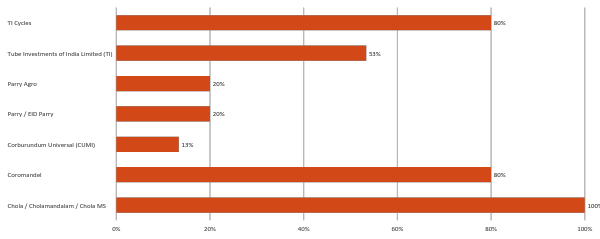 TI Cycles
80%
Tube Investments of India Limited (TI)
53%
Parry Agro
20%
Parry / EID Parry
20%
Corburundum Universal (CUMI)
13%
Coromandel
80%
Chola / Cholamandalam / Chola MS
100%
0% 20% 40% 60% 80% 100%